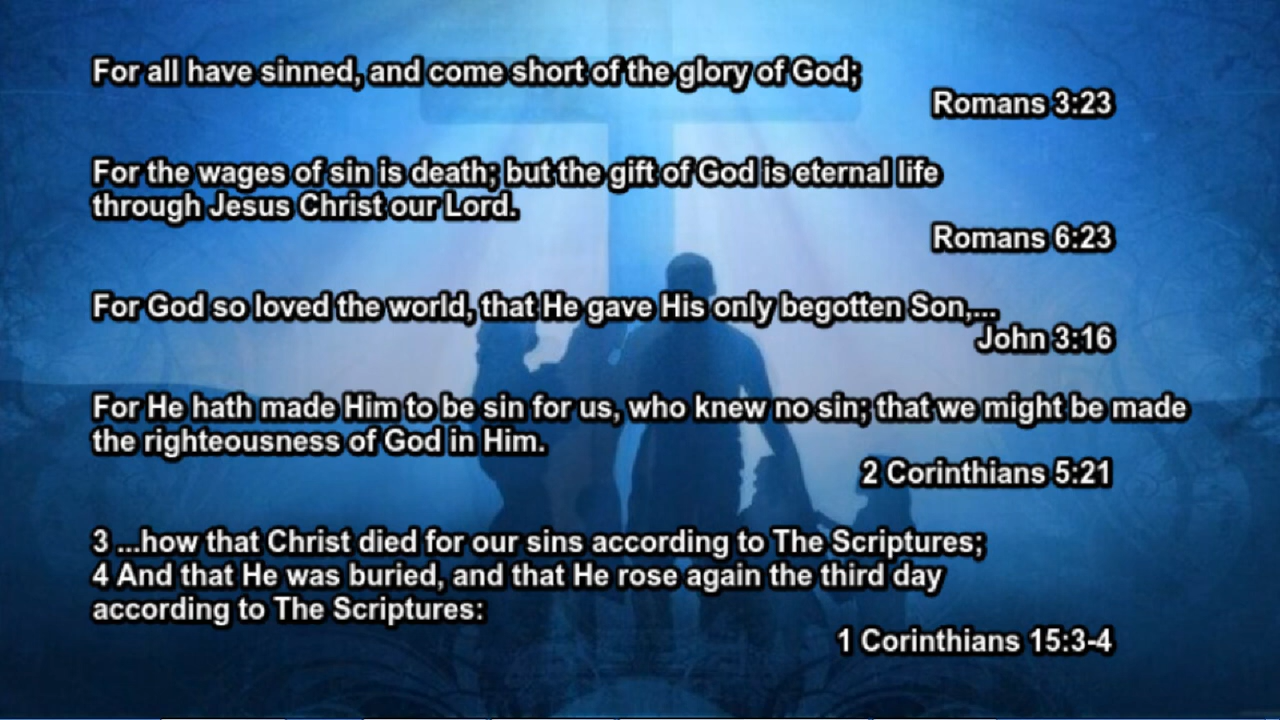 For all have sinned, and come short of the glory of God;
Romans 3:23
For the wages of sin is death; but the gift of God is eternal life
through Jesus Christ our Lord.
Romans 6:23
For God so loved the world, that He gave His only begotten Son,...
John 3:16
For He hath made Him to be sin for us, who knew no sin; that we might be made
the righteousness of God in Him.
2 Corinthians 5:21
3 ...how that Christ died for our sins according to The Scriptures;
4 And that He was buried, and that He rose again the third day
according to The Scriptures:
1 Corinthians 15:3-4